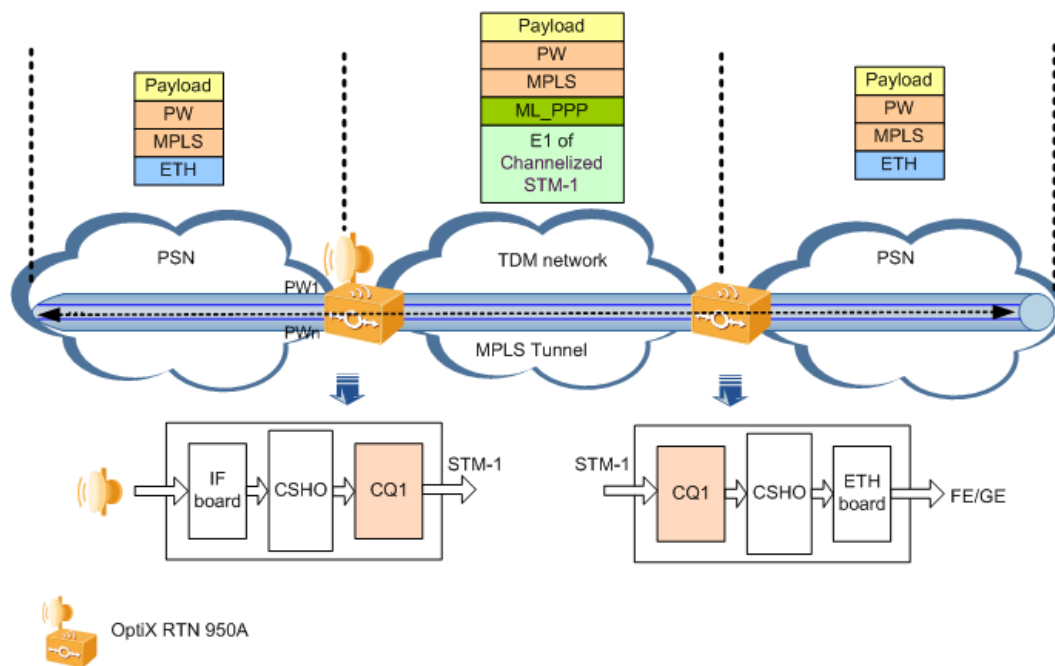 Payload
PW
MPLS
ETH
Payload
PW
MPLS
ML_PPP
E1 of
Channelized
STM-1
Payload
PW
MPLS
ETH
PSN
TDM network
PSN
PW1
PWn
MPLS Tunnel
IF
board
CSHO
CQ1
STM-1
STM-1
CQ1
CSHO
ETH
board
FE/GE
OptiX RTN 950A